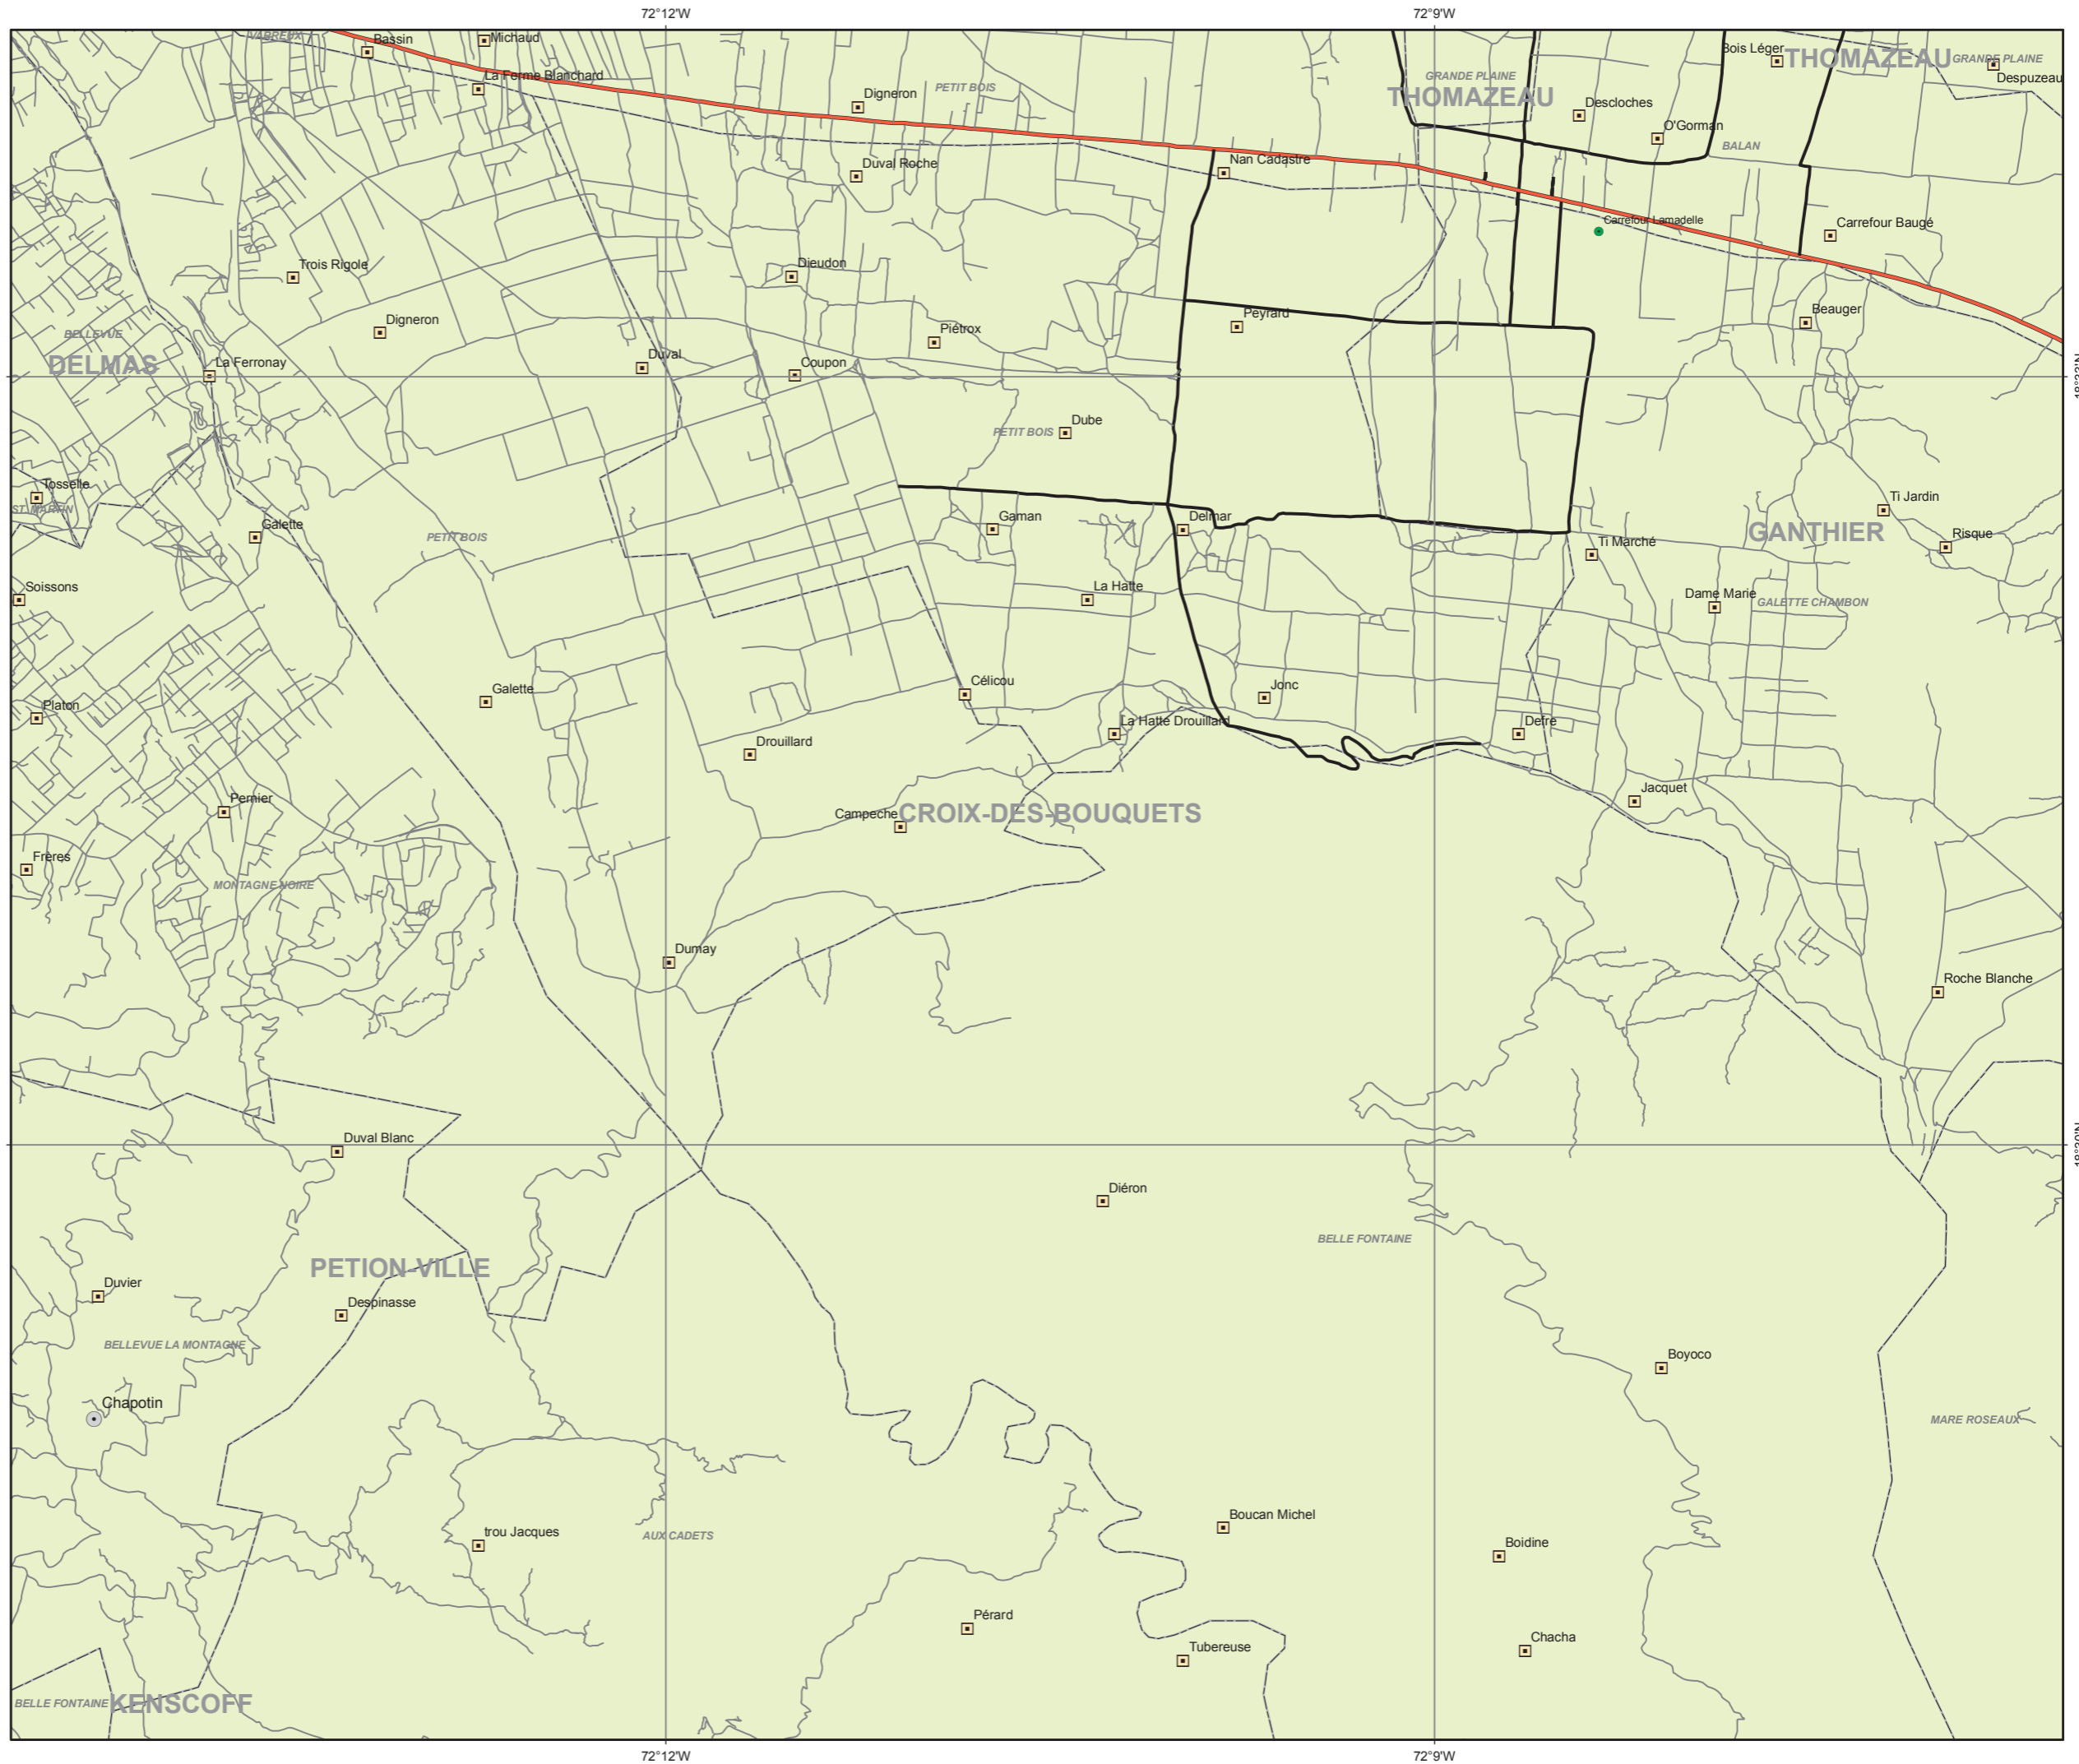 72°12'W 72°9'W
VAREUX
Bassin
Michaud
Bois Léger
THOMAZEAU
GRANDE PLAINE
La Ferme Blanchard
PETIT BOIS
GRANDE PLAINE
Despuzeau
THOMAZEAU
Digneron
Descloches
O'Gorman
BALAN
Duval Roche
Nan Cadastre
Carrefour Lamadelle
Carrefour Baugé
Trois Rigole
Dieudon
Digneron
Piétrox
Peyrard
Beauger
BELLEVUE
DELMAS
La Ferronay
Duval
Coupon
Dube
PETIT BOIS
Tosselle
ST. MARTIN
Galette
PETIT BOIS
Gaman
Delmar
Ti Jardin
GANTHIER
Risque
Ti Marché
Soissons
La Hatte
Dame Marie
GALETTE CHAMBON
Galette
Célicou
Jonc
Platon
La Hatte Drouillard
Defre
Drouillard
Pernier
Campeche
CROIX-DES-BOUQUETS
Jacquet
Frères
MONTAGNE NOIRE
Dumay
Roche Blanche
Duval Blanc
Diéron
BELLE FONTAINE
PETION-VILLE
Duvier
Despinasse
BELLEVUE LA MONTAGNE
Boyoco
Chapotin
MARE ROSEAUX
trou Jacques
AUX CADETS
Boucan Michel
Boidine
Pérard
Chacha
Tubereuse
BELLE FONTAINE
KENSCOFF
72°12'W 72°9'W